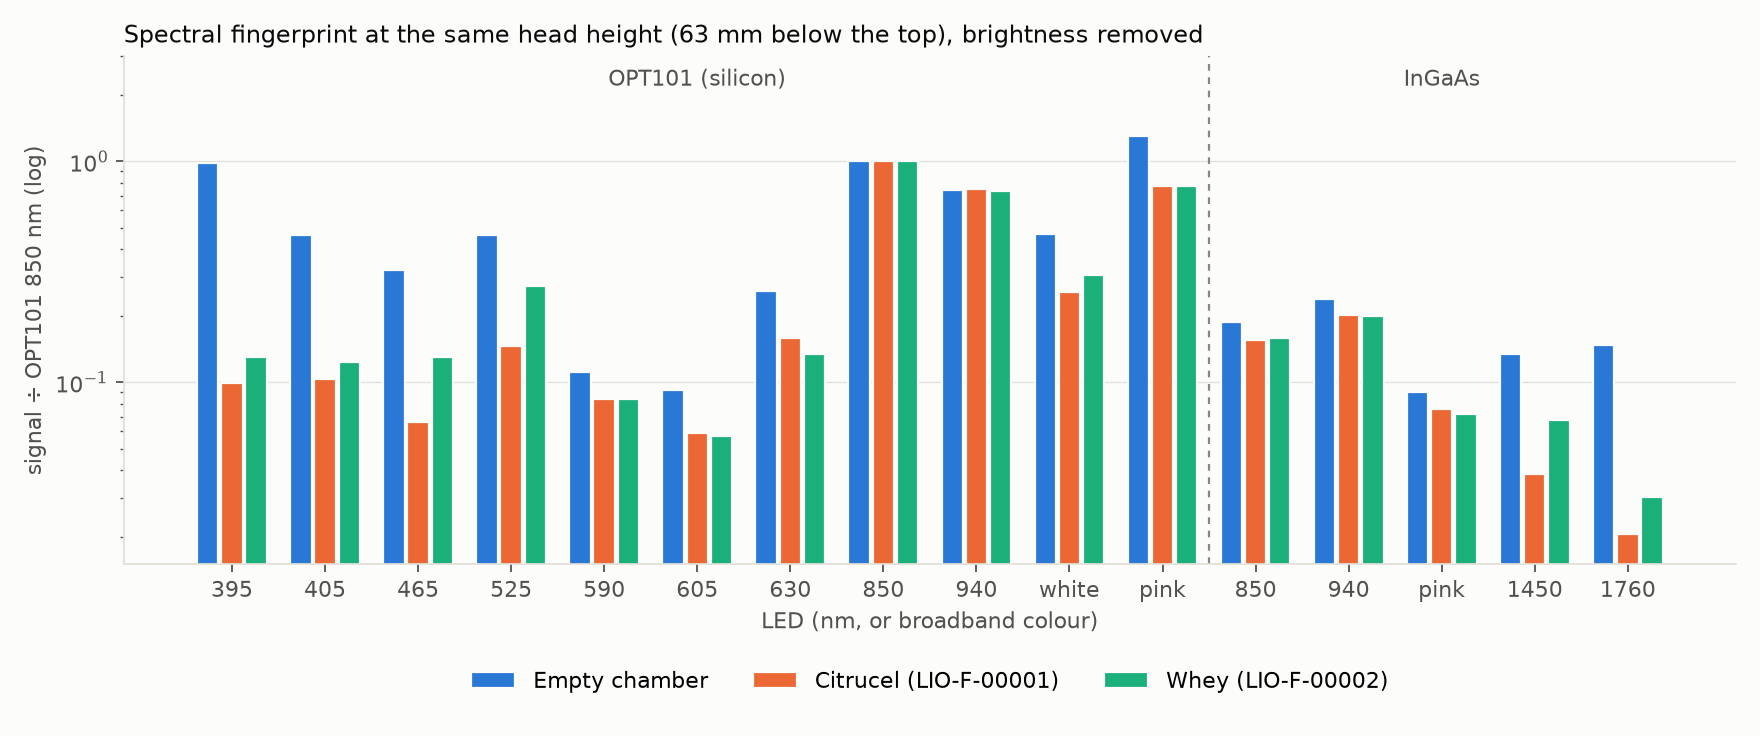 Spectral fingerprint at the same head height (63 mm below the top), brightness removed
OPT101 (silicon)
InGaAs
signal ÷ OPT101 850 nm (log)
10⁰
10⁻¹
395 405 465 525 590 605 630 850 940 white pink 850 940 pink 1450 1760
LED (nm, or broadband colour)
Empty chamber Citrucel (LIO-F-00001) Whey (LIO-F-00002)